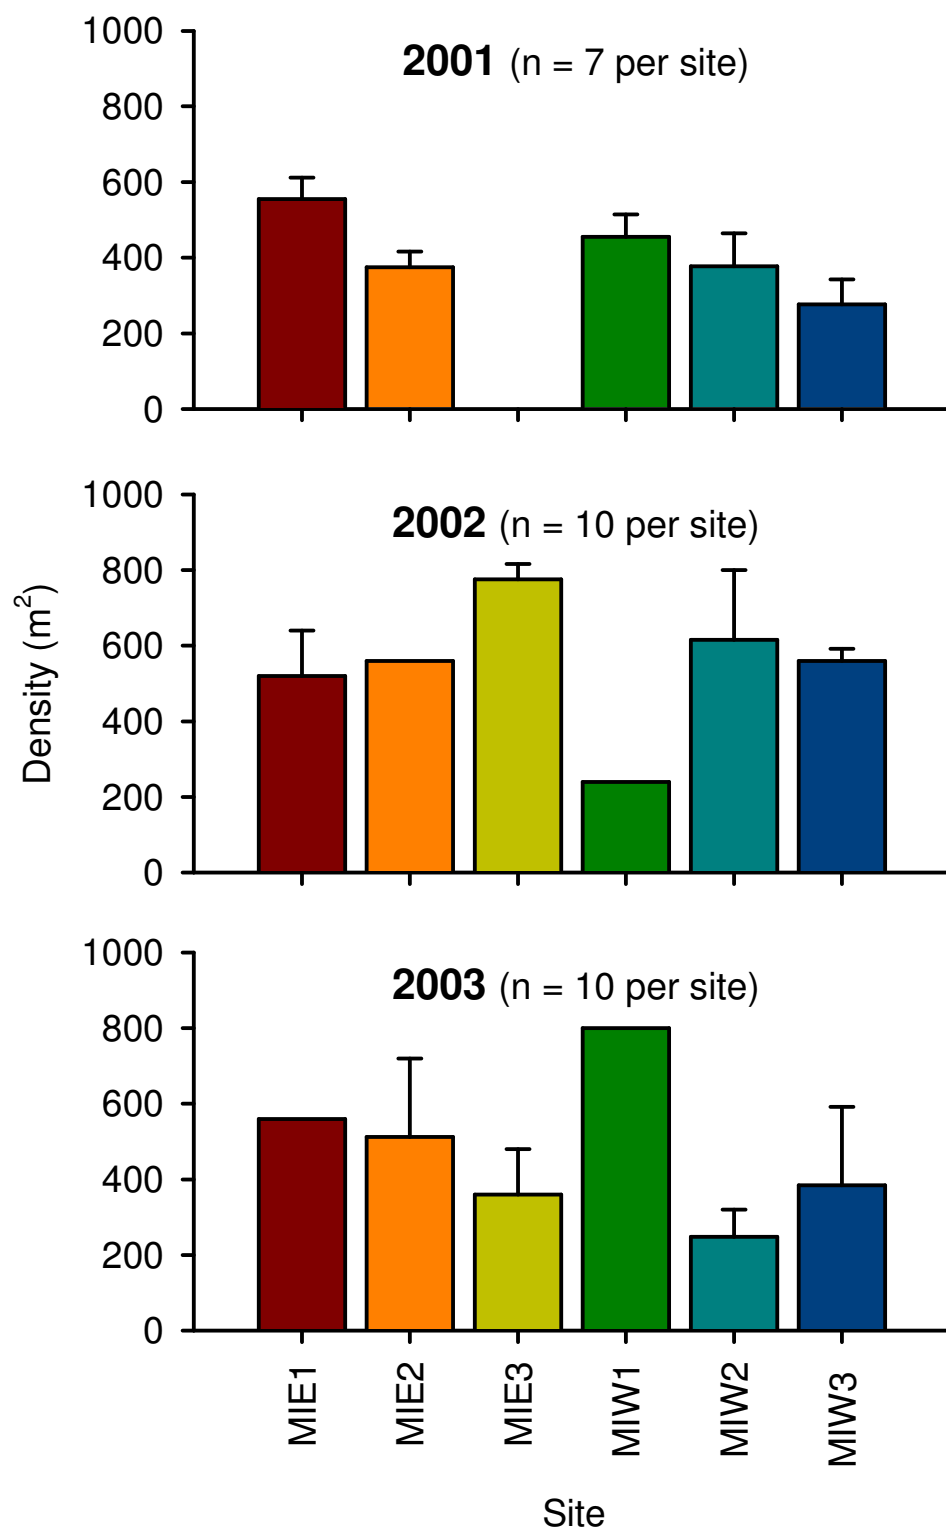 1000
2001 (n = 7 per site)
800
600
400
200
0
1000
2002 (n = 10 per site)
800
600
400
200
0
Density (m²)
1000
2003 (n = 10 per site)
800
600
400
200
0
MIE1
MIE2
MIE3
MIW1
MIW2
MIW3
Site